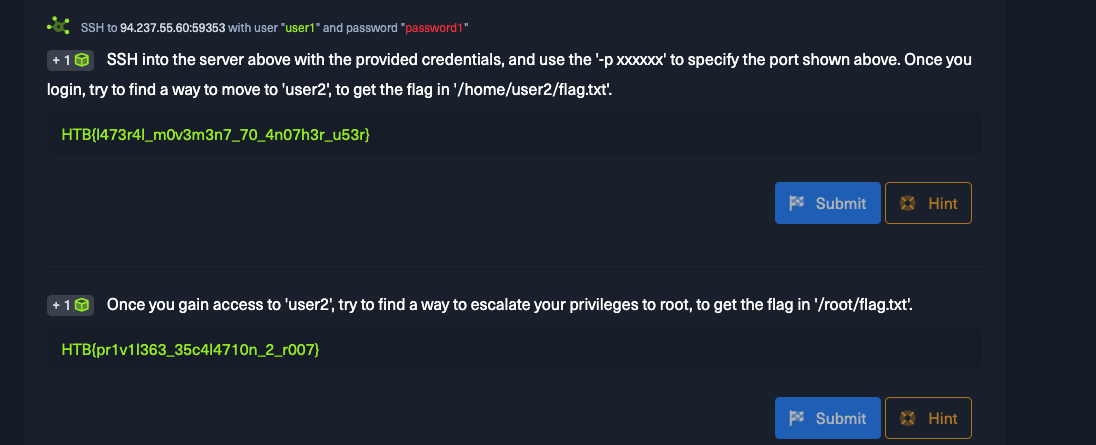 SSH to 94.237.55.60:59353 with user "user1" and password "password1"
+ 1 SSH into the server above with the provided credentials, and use the '-p xxxxxx' to specify the port shown above. Once you
login, try to find a way to move to 'user2', to get the flag in '/home/user2/flag.txt'.
HTB{l473r4l_m0v3m3n7_70_4n07h3r_u53r}
Submit Hint
+ 1 Once you gain access to 'user2', try to find a way to escalate your privileges to root, to get the flag in '/root/flag.txt'.
HTB{pr1v1l363_35c4l4710n_2_r007}
Submit Hint